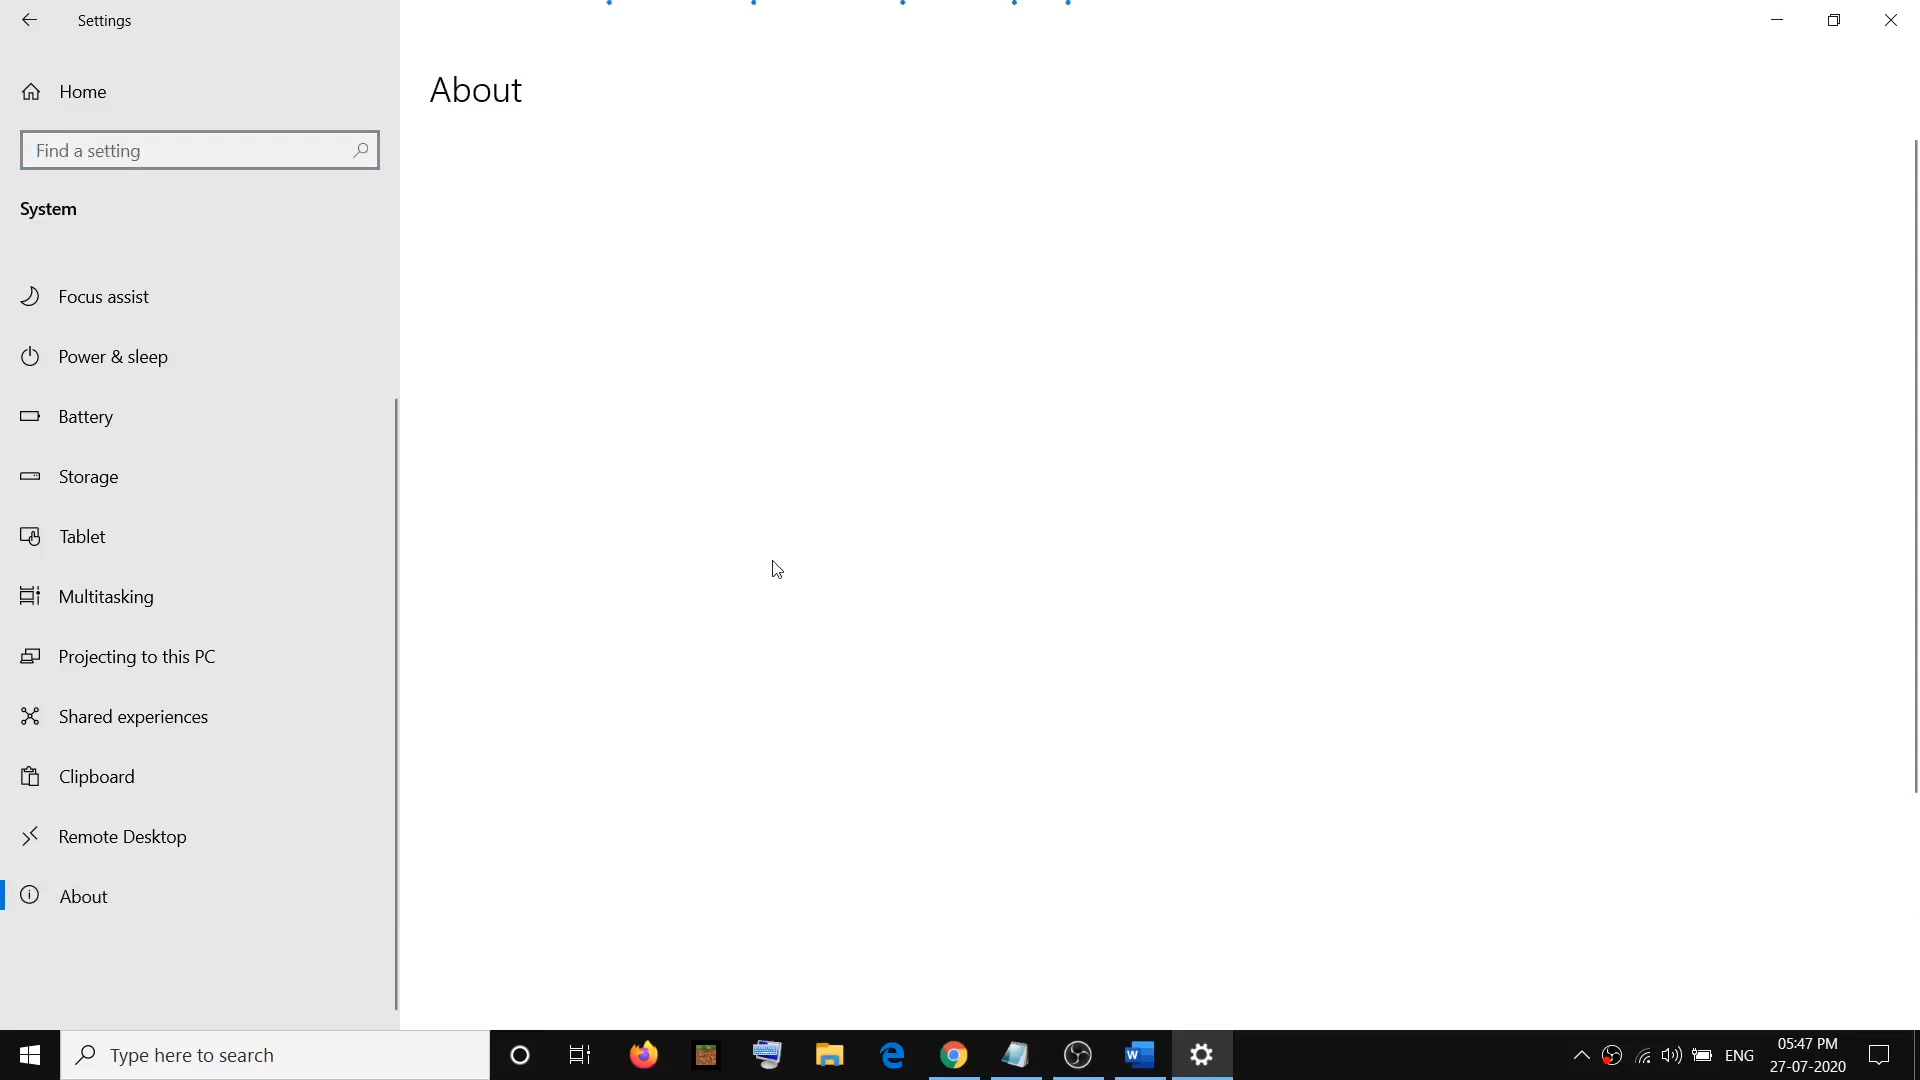 Settings
Home
Find a setting
System
Focus assist
Power & sleep
Battery
Storage
Tablet
Multitasking
Projecting to this PC
Shared experiences
Clipboard
Remote Desktop
About
About
Type here to search
ENG
05:47 PM
27-07-2020